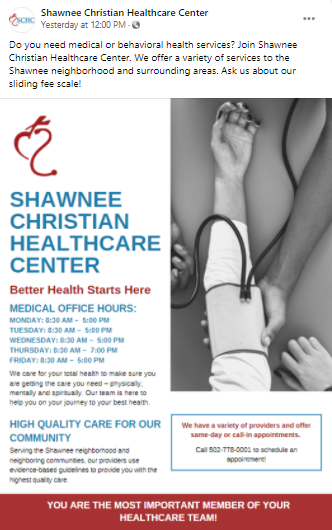 Shawnee Christian Healthcare Center
Yesterday at 12:00 PM ·
Do you need medical or behavioral health services? Join Shawnee
Christian Healthcare Center. We offer a variety of services to the
Shawnee neighborhood and surrounding areas. Ask us about our
sliding fee scale!
SCHC
SHAWNEE
CHRISTIAN
HEALTHCARE
CENTER
Better Health Starts Here
MEDICAL OFFICE HOURS:
MONDAY: 8:30 AM – 5:00 PM
TUESDAY: 8:30 AM – 5:00 PM
WEDNESDAY: 8:30 AM – 5:00 PM
THURSDAY: 8:30 AM – 7:00 PM
FRIDAY: 8:30 AM – 5:00 PM
We care for your total health to make sure you
are getting the care you need – physically,
mentally and spiritually. Our team is here to
help you on your journey to your best health.
HIGH QUALITY CARE FOR OUR
COMMUNITY
Serving the Shawnee neighborhood and
neighboring communities, our providers use
evidence-based guidelines to provide you with the
highest quality care.
We have a variety of providers and offer
same-day or call-in appointments.
Call 502-778-0001 to schedule an
appointment!
YOU ARE THE MOST IMPORTANT MEMBER OF YOUR
HEALTHCARE TEAM!